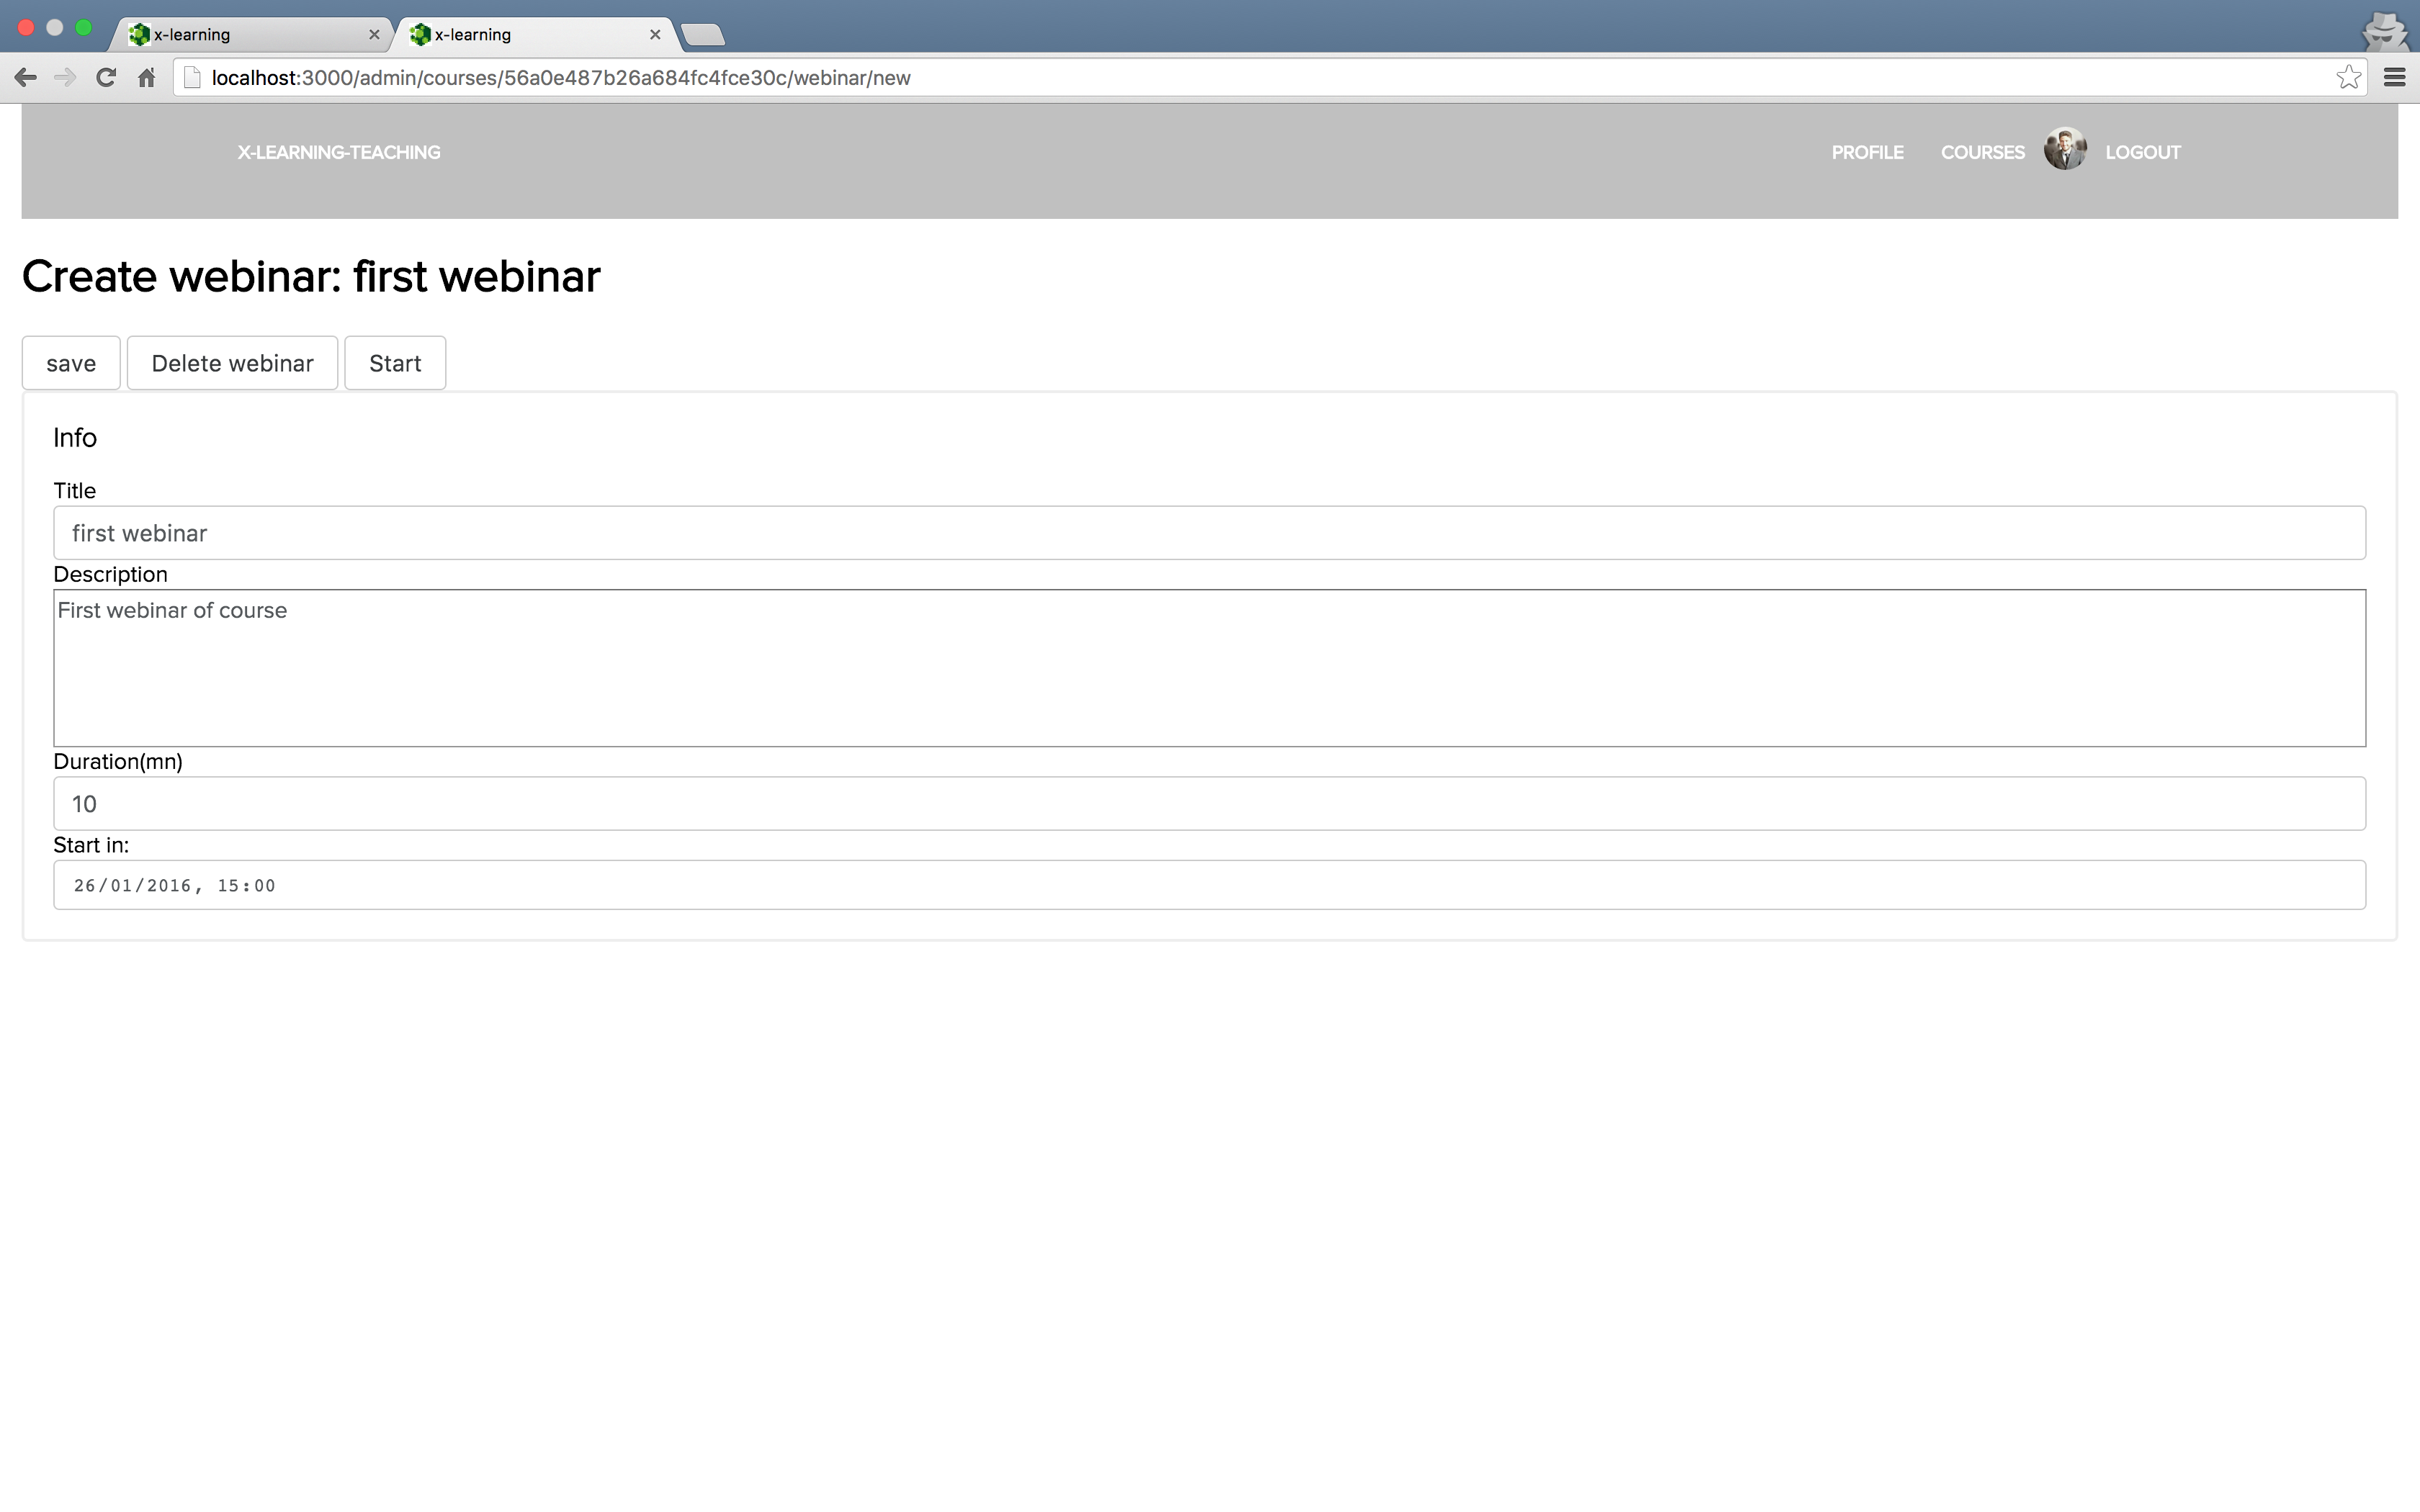 x-learning
x-learning
localhost:3000/admin/courses/56a0e487b26a684fc4fce30c/webinar/new
X-LEARNING-TEACHING PROFILE COURSES LOGOUT
Create webinar: first webinar
save Delete webinar Start
Info
Title
first webinar
Description
First webinar of course
Duration(mn)
10
Start in:
26/01/2016, 15:00